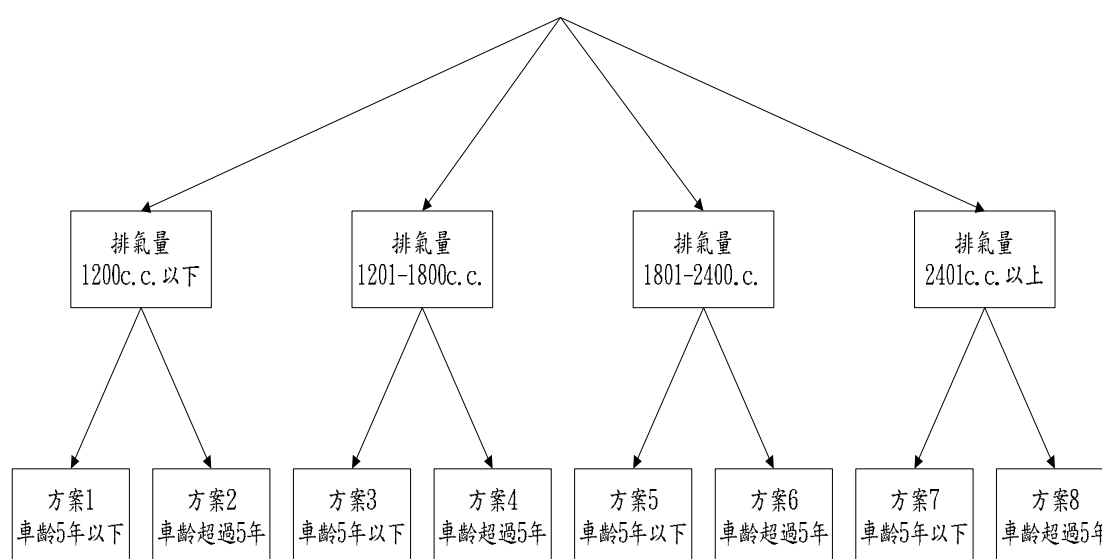 排氣量
1200c.c.以下
排氣量
1201-1800c.c.
排氣量
1801-2400.c.
排氣量
2401c.c.以上
方案1
車齡5年以下
方案2
車齡超過5年
方案3
車齡5年以下
方案4
車齡超過5年
方案5
車齡5年以下
方案6
車齡超過5年
方案7
車齡5年以下
方案8
車齡超過5年